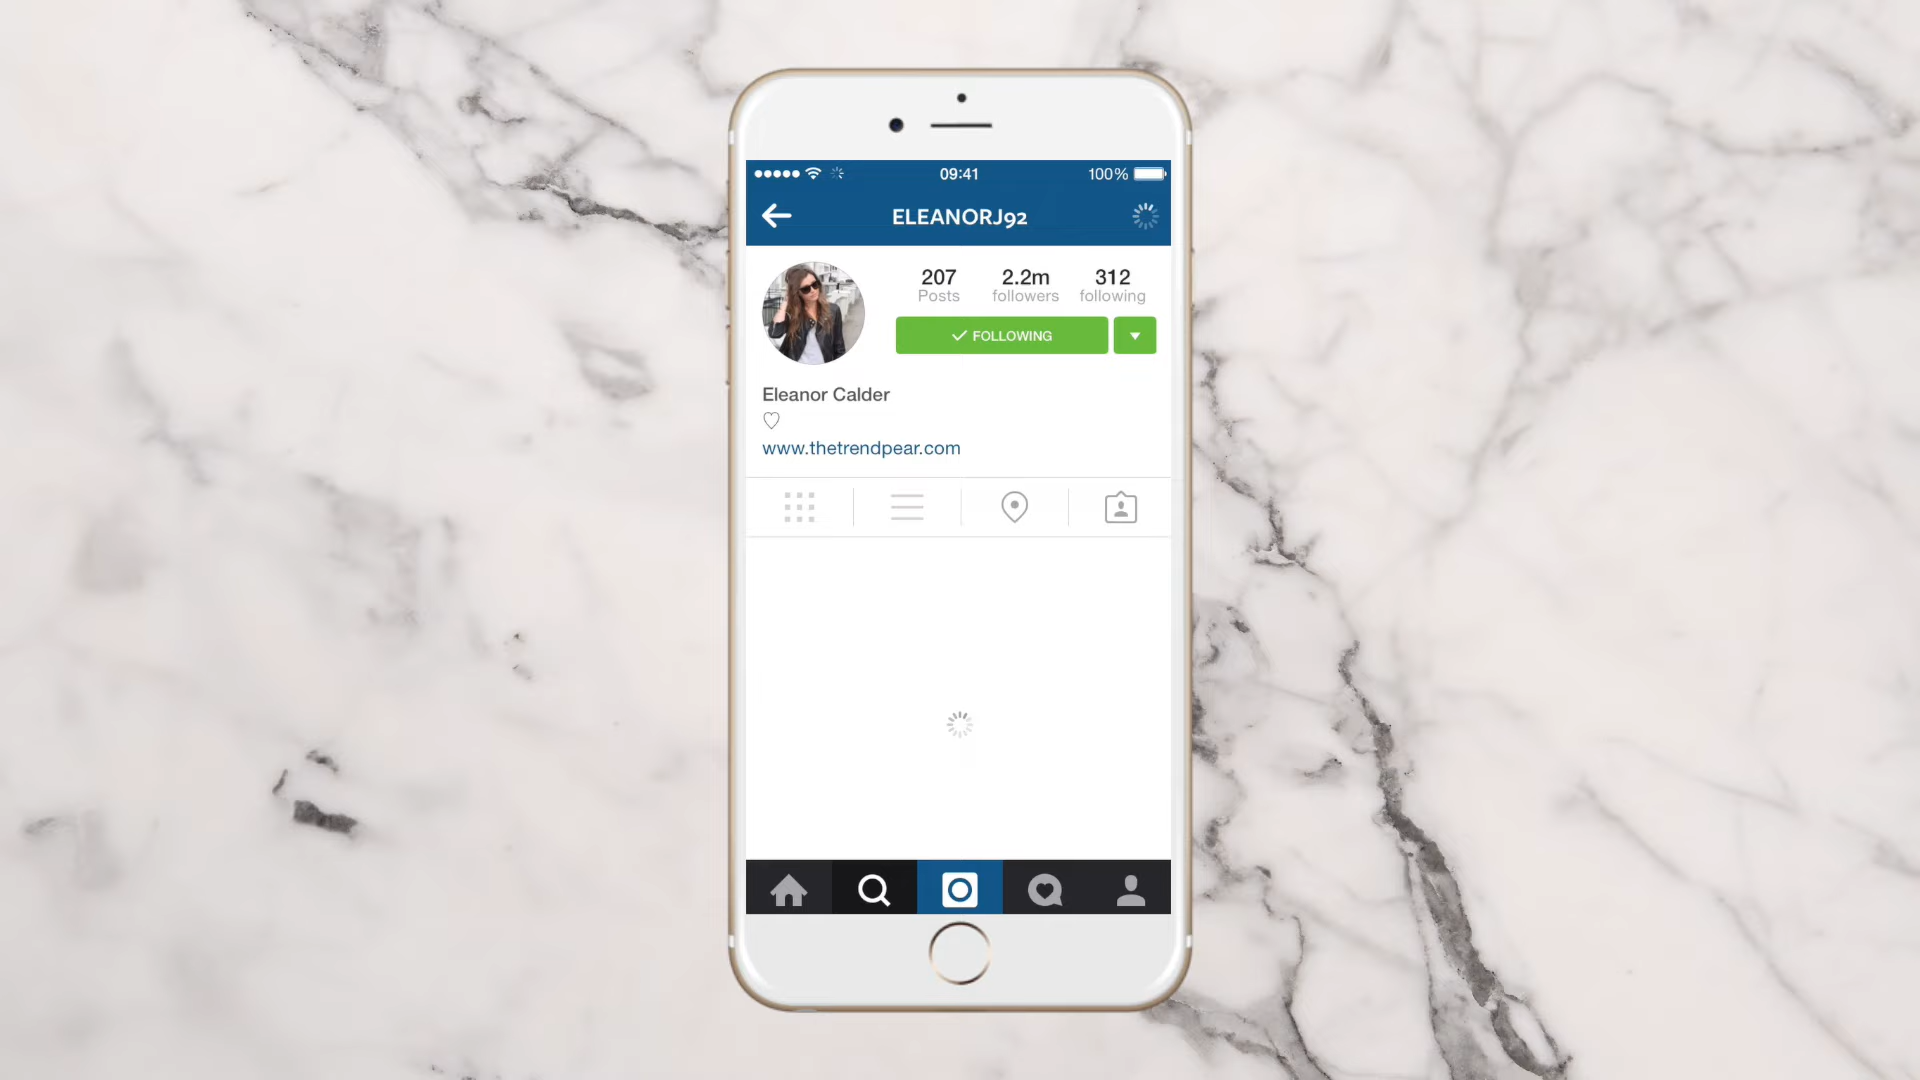 09:41
100%
ELEANORJ92
207 2.2m 312
Posts followers following
FOLLOWING
Eleanor Calder
♡
www.thetrendpear.com